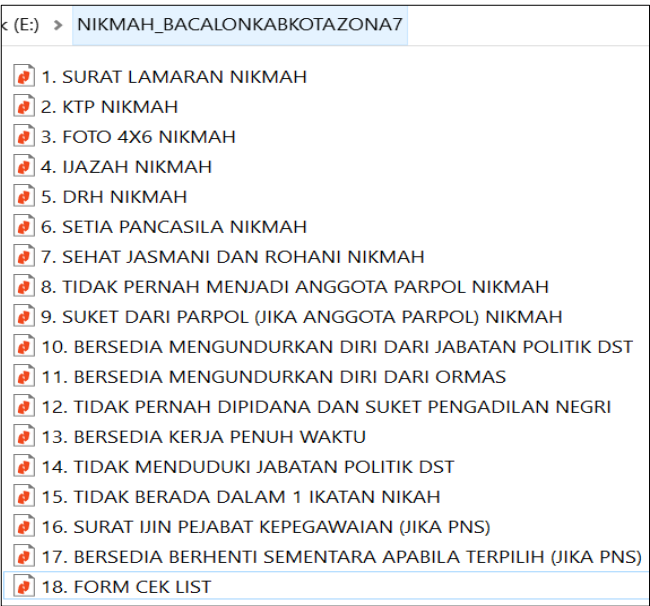 < (E:) > NIKMAH_BACALONKABKOTAZONA7
1. SURAT LAMARAN NIKMAH
2. KTP NIKMAH
3. FOTO 4X6 NIKMAH
4. IJAZAH NIKMAH
5. DRH NIKMAH
6. SETIA PANCASILA NIKMAH
7. SEHAT JASMANI DAN ROHANI NIKMAH
8. TIDAK PERNAH MENJADI ANGGOTA PARPOL NIKMAH
9. SUKET DARI PARPOL (JIKA ANGGOTA PARPOL) NIKMAH
10. BERSEDIA MENGUNDURKAN DIRI DARI JABATAN POLITIK DST
11. BERSEDIA MENGUNDURKAN DIRI DARI ORMAS
12. TIDAK PERNAH DIPIDANA DAN SUKET PENGADILAN NEGRI
13. BERSEDIA KERJA PENUH WAKTU
14. TIDAK MENDUDUKI JABATAN POLITIK DST
15. TIDAK BERADA DALAM 1 IKATAN NIKAH
16. SURAT IJIN PEJABAT KEPEGAWAIAN (JIKA PNS)
17. BERSEDIA BERHENTI SEMENTARA APABILA TERPILIH (JIKA PNS)
18. FORM CEK LIST